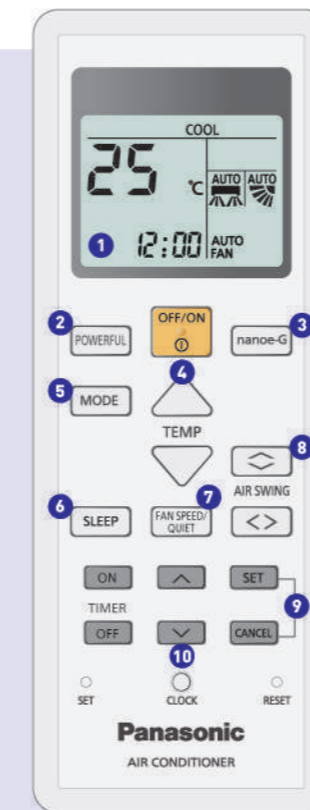 COOL
25 °C AUTO AUTO
1 12:00 AUTO FAN
2 POWERFUL OFF/ON nanoe-G 3
4
5 MODE
TEMP
8
AIR SWING
6 SLEEP 7 FAN SPEED/
QUIET
ON SET
TIMER 9
OFF CANCEL
10
SET CLOCK RESET
Panasonic
AIR CONDITIONER